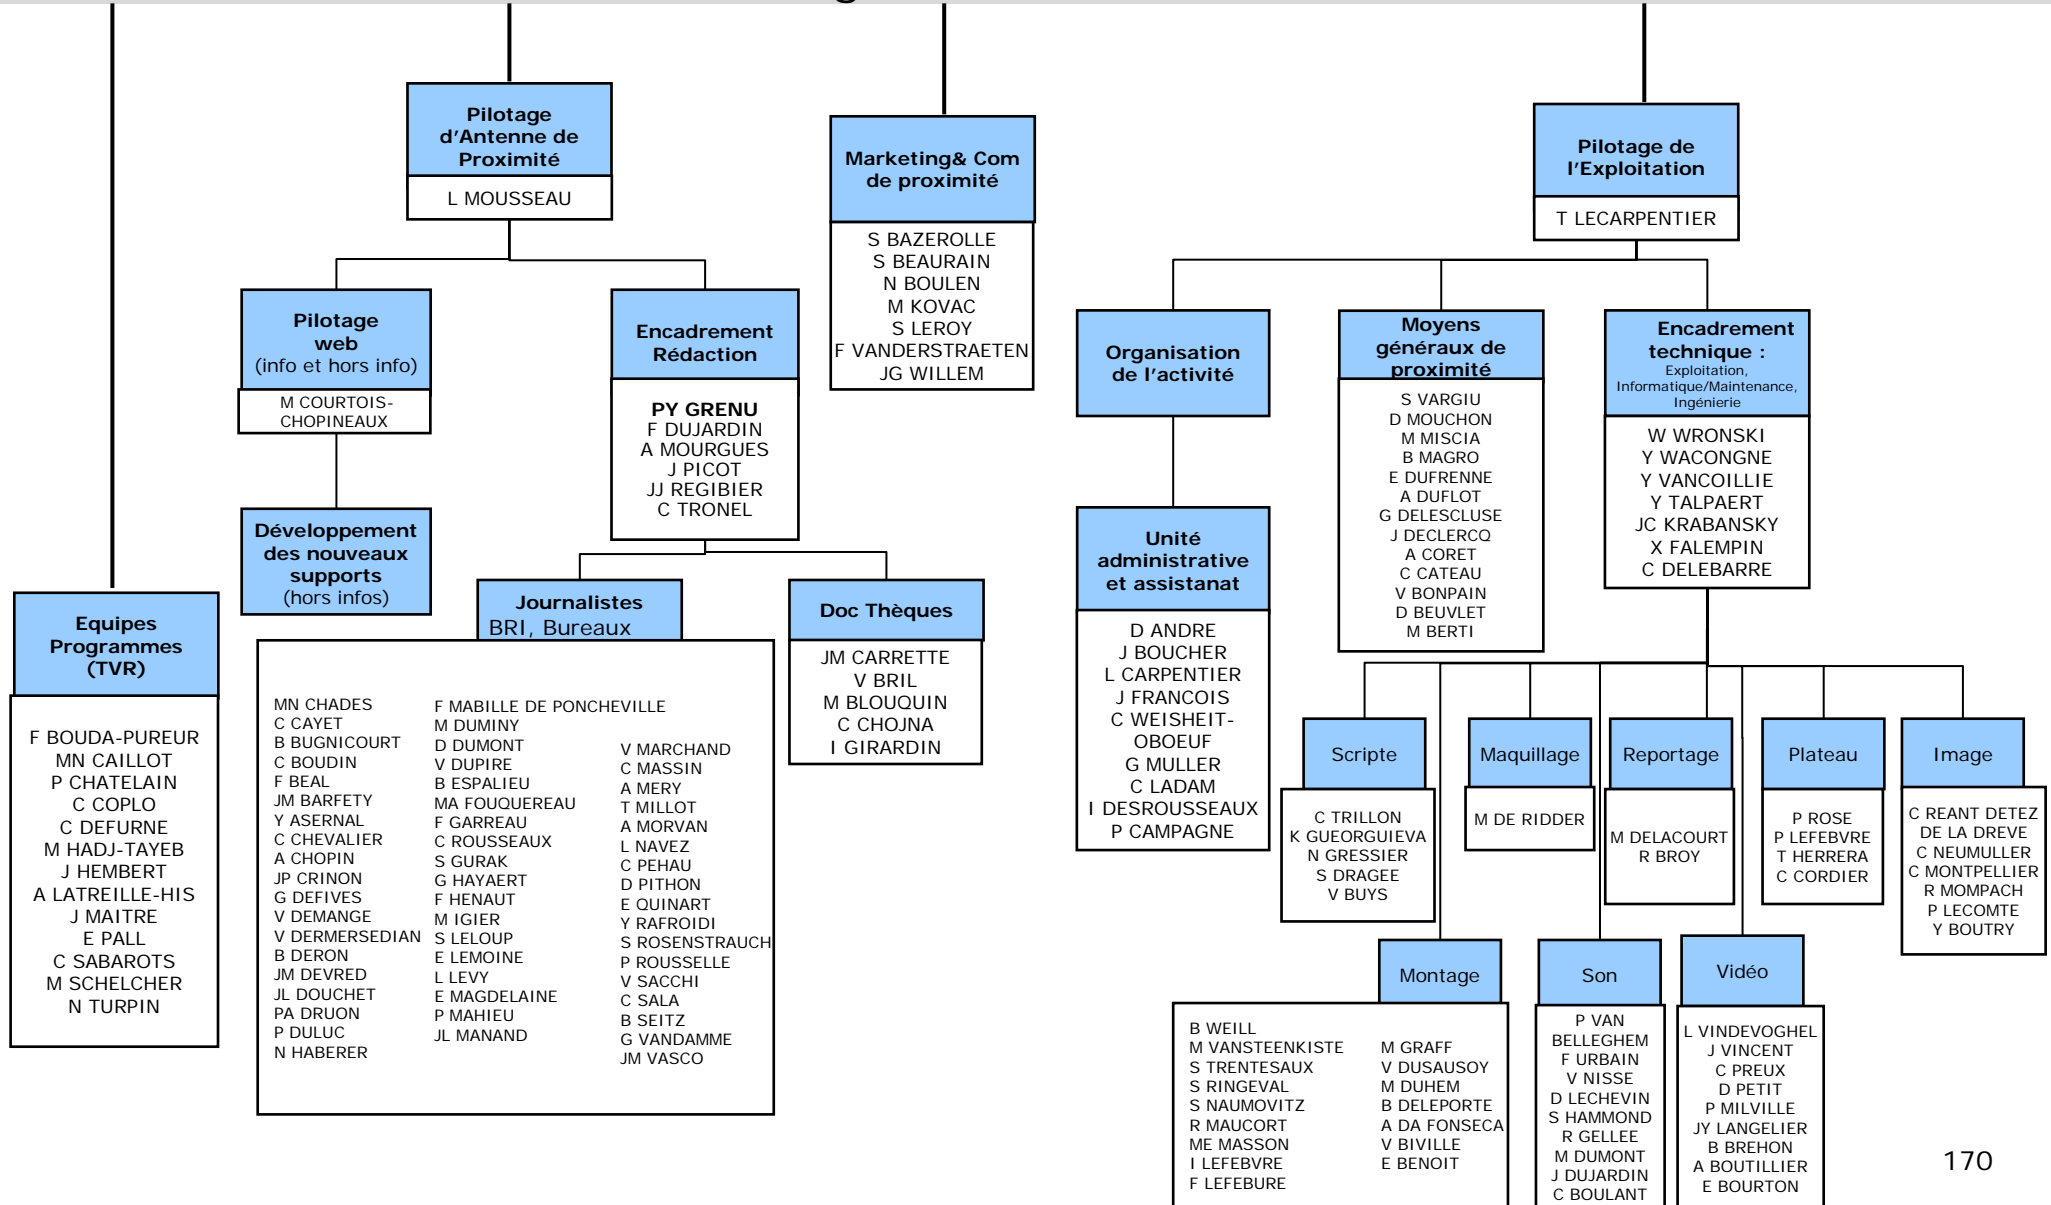 Pilotage
d'Antenne de
Proximité
L MOUSSEAU
Marketing& Com
de proximité
S BAZEROLLE
S BEAURAIN
N BOULEN
M KOVAC
S LEROY
F VANDERSTRAETEN
JG WILLEM
Pilotage de
l'Exploitation
T LECARPENTIER
Pilotage
web
(info et hors info)
M COURTOIS-
CHOPINEAUX
Développement
des nouveaux
supports
(hors infos)
Encadrement
Rédaction
PY GRENU
F DUJARDIN
A MOURGUES
J PICOT
JJ REGIBIER
C TRONEL
Equipes
Programmes
(TVR)
F BOUDA-PUREUR
MN CAILLOT
P CHATELAIN
C COPLO
C DEFURNE
M HADJ-TAYEB
J HEMBERT
A LATREILLE-HIS
J MAITRE
E PALL
C SABAROTS
M SCHELCHER
N TURPIN
Journalistes
BRI, Bureaux
MN CHADES
C CAYET
B BUGNICOURT
C BOUDIN
F BEAL
JM BARFETY
Y ASERNAL
C CHEVALIER
A CHOPIN
JP CRINON
G DEFIVES
V DEMANGE
V DERMERSEDIAN
B DERON
JM DEVRED
JL DOUCHET
PA DRUON
P DULUC
N HABERER
F MABILLE DE PONCHEVILLE
M DUMINY
D DUMONT
V DUPIRE
B ESPALIEU
MA FOUQUEREAU
F GARREAU
C ROUSSEAUX
S GURAK
G HAYAERT
F HENAUT
M IGIER
S LELOUP
E LEMOINE
L LEVY
E MAGDELAINE
P MAHIEU
JL MANAND
V MARCHAND
C MASSIN
A MERY
T MILLOT
A MORVAN
L NAVEZ
C PEHAU
D PITHON
E QUINART
Y RAFROIDI
S ROSENSTRAUCH
P ROUSSELLE
V SACCHI
C SALA
B SEITZ
G VANDAMME
JM VASCO
Doc Thèques
JM CARRETTE
V BRIL
M BLOUQUIN
C CHOJNA
I GIRARDIN
Organisation
de l'activité
Unité
administrative
et assistanat
D ANDRE
J BOUCHER
L CARPENTIER
J FRANCOIS
C WEISHEIT-
OBOEUF
G MULLER
C LADAM
I DESROUSSEAUX
P CAMPAGNE
Moyens
généraux de
proximité
S VARGIU
D MOUCHON
M MISCIA
B MAGRO
E DUFRENNE
A DUFLOT
G DELESCLUSE
J DECLERCQ
A CORET
C CATEAU
V BONPAIN
D BEUVLET
M BERTI
Encadrement
technique :
Exploitation,
Informatique/Maintenance,
Ingénierie
W WRONSKI
Y WACONGNE
Y VANCOILLIE
Y TALPAERT
JC KRABANSKY
X FALEMPIN
C DELEBARRE
Scripte
C TRILLON
K GUEORGUIEVA
N GRESSIER
S DRAGEE
V BUYS
Maquillage
M DE RIDDER
Reportage
M DELACOURT
R BROY
Plateau
P ROSE
P LEFEBVRE
T HERRERA
C CORDIER
Image
C REANT DETEZ
DE LA DREVE
C NEUMULLER
C MONTPELLIER
R MOMPACH
P LECOMTE
Y BOUTRY
Montage
B WEILL
M VANSTEENKISTE
S TRENTESAUX
S RINGEVAL
S NAUMOVITZ
R MAUCORT
ME MASSON
I LEFEBVRE
F LEFEBURE
M GRAFF
V DUSAUSOY
M DUHEM
B DELEPORTE
A DA FONSECA
V BIVILLE
E BENOIT
Son
P VAN
BELLEGHEM
F URBAIN
V NISSE
D LECHEVIN
S HAMMOND
R GELLEE
M DUMONT
J DUJARDIN
C BOULANT
Vidéo
L VINDEVOGHEL
J VINCENT
C PREUX
D PETIT
P MILVILLE
JY LANGELIER
B BREHON
A BOUTILLIER
E BOURTON
170